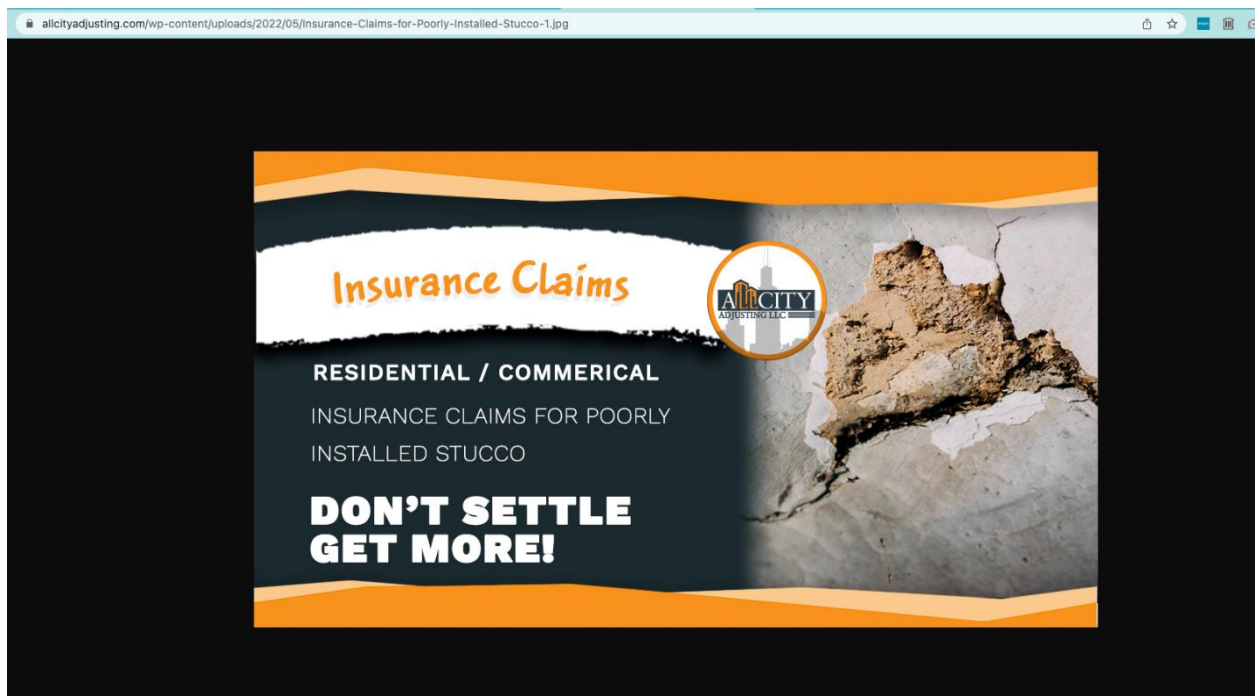 allcityadjusting.com/wp-content/uploads/2022/05/Insurance-Claims-for-Poorly-Installed-Stucco-1.jpg
Insurance Claims
ALLCITY
ADJUSTING LLC
RESIDENTIAL / COMMERICAL
INSURANCE CLAIMS FOR POORLY
INSTALLED STUCCO
DON'T SETTLE
GET MORE!